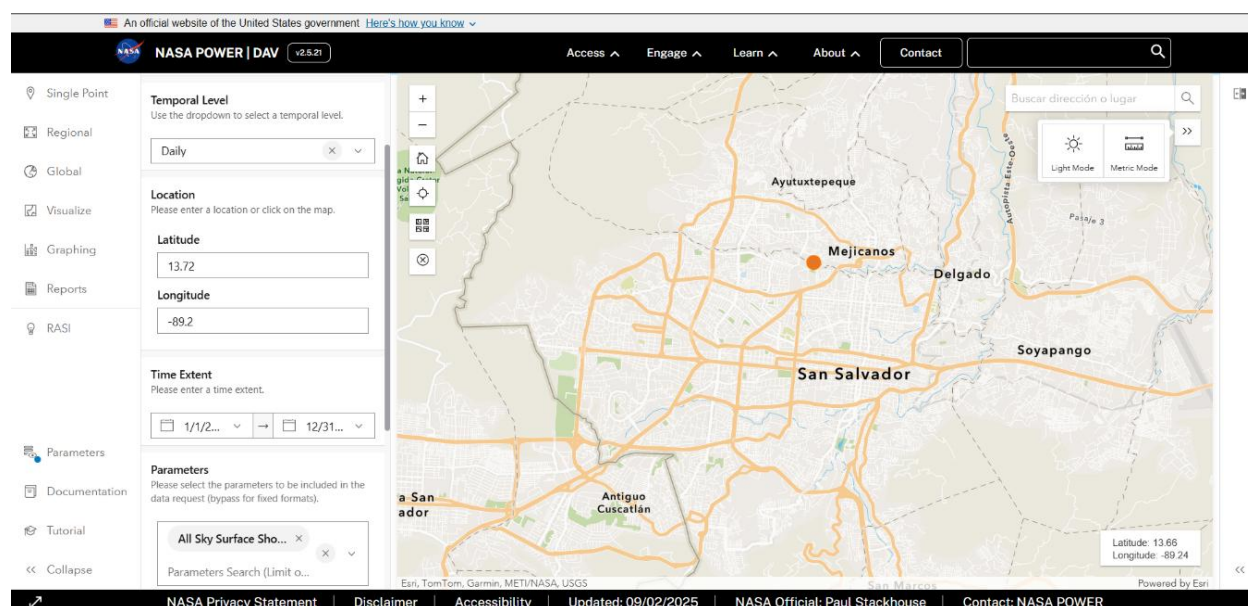 An official website of the United States government Here's how you know
NASA
NASA POWER | DAV v2.5.21 Access Engage Learn About Contact
Single Point
Regional
Global
Visualize
Graphing
Reports
RASI
Parameters
Documentation
Tutorial
Collapse
Temporal Level
Use the dropdown to select a temporal level.
Daily
Location
Please enter a location or click on the map.
Latitude
13.72
Longitude
-89.2
Time Extent
Please enter a time extent.
1/1/2... → 12/31...
Parameters
Please select the parameters to be included in the
data request (bypass for fixed formats).
All Sky Surface Sho...
Parameters Search (Limit o...
Buscar dirección o lugar
Light Mode Metric Mode
Autopista Este-Oeste
Pasaje 3
Ayutuxtepeque
Mejicanos
Delgado
Soyapango
San Salvador
Antiguo
Cuscatlán
a San
ador
San Marcos
Latitude: 13.66
Longitude: -89.24
Esri, TomTom, Garmin, METI/NASA, USGS
Powered by Esri
NASA Privacy Statement | Disclaimer | Accessibility | Updated: 09/02/2025 | NASA Official: Paul Stackhouse | Contact: NASA POWER